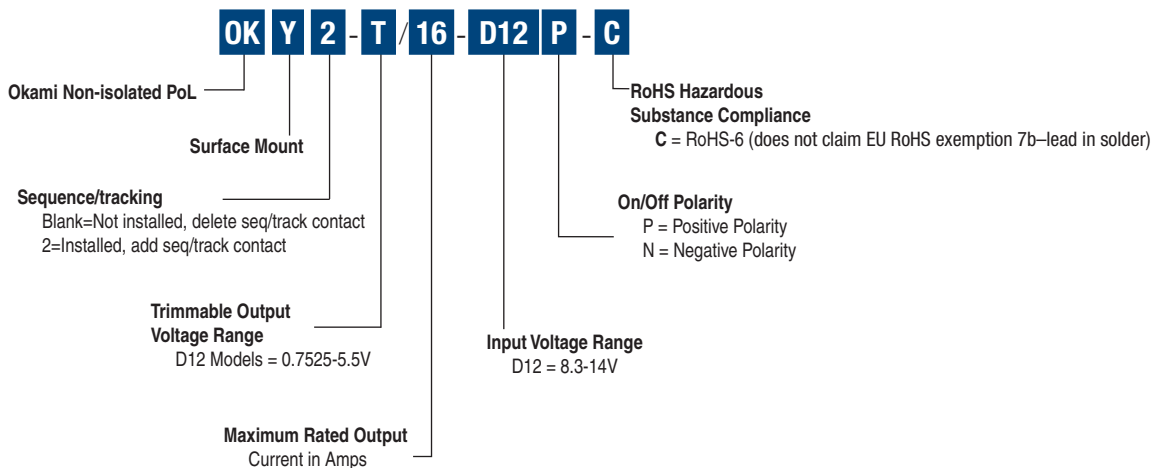 OK Y 2 - T / 16 - D12 P - C
Okami Non-isolated PoL
RoHS Hazardous
Substance Compliance
C = RoHS-6 (does not claim EU RoHS exemption 7b–lead in solder)
Surface Mount
Sequence/tracking
Blank=Not installed, delete seq/track contact
2=Installed, add seq/track contact
On/Off Polarity
P = Positive Polarity
N = Negative Polarity
Trimmable Output
Voltage Range
D12 Models = 0.7525-5.5V
Input Voltage Range
D12 = 8.3-14V
Maximum Rated Output
Current in Amps